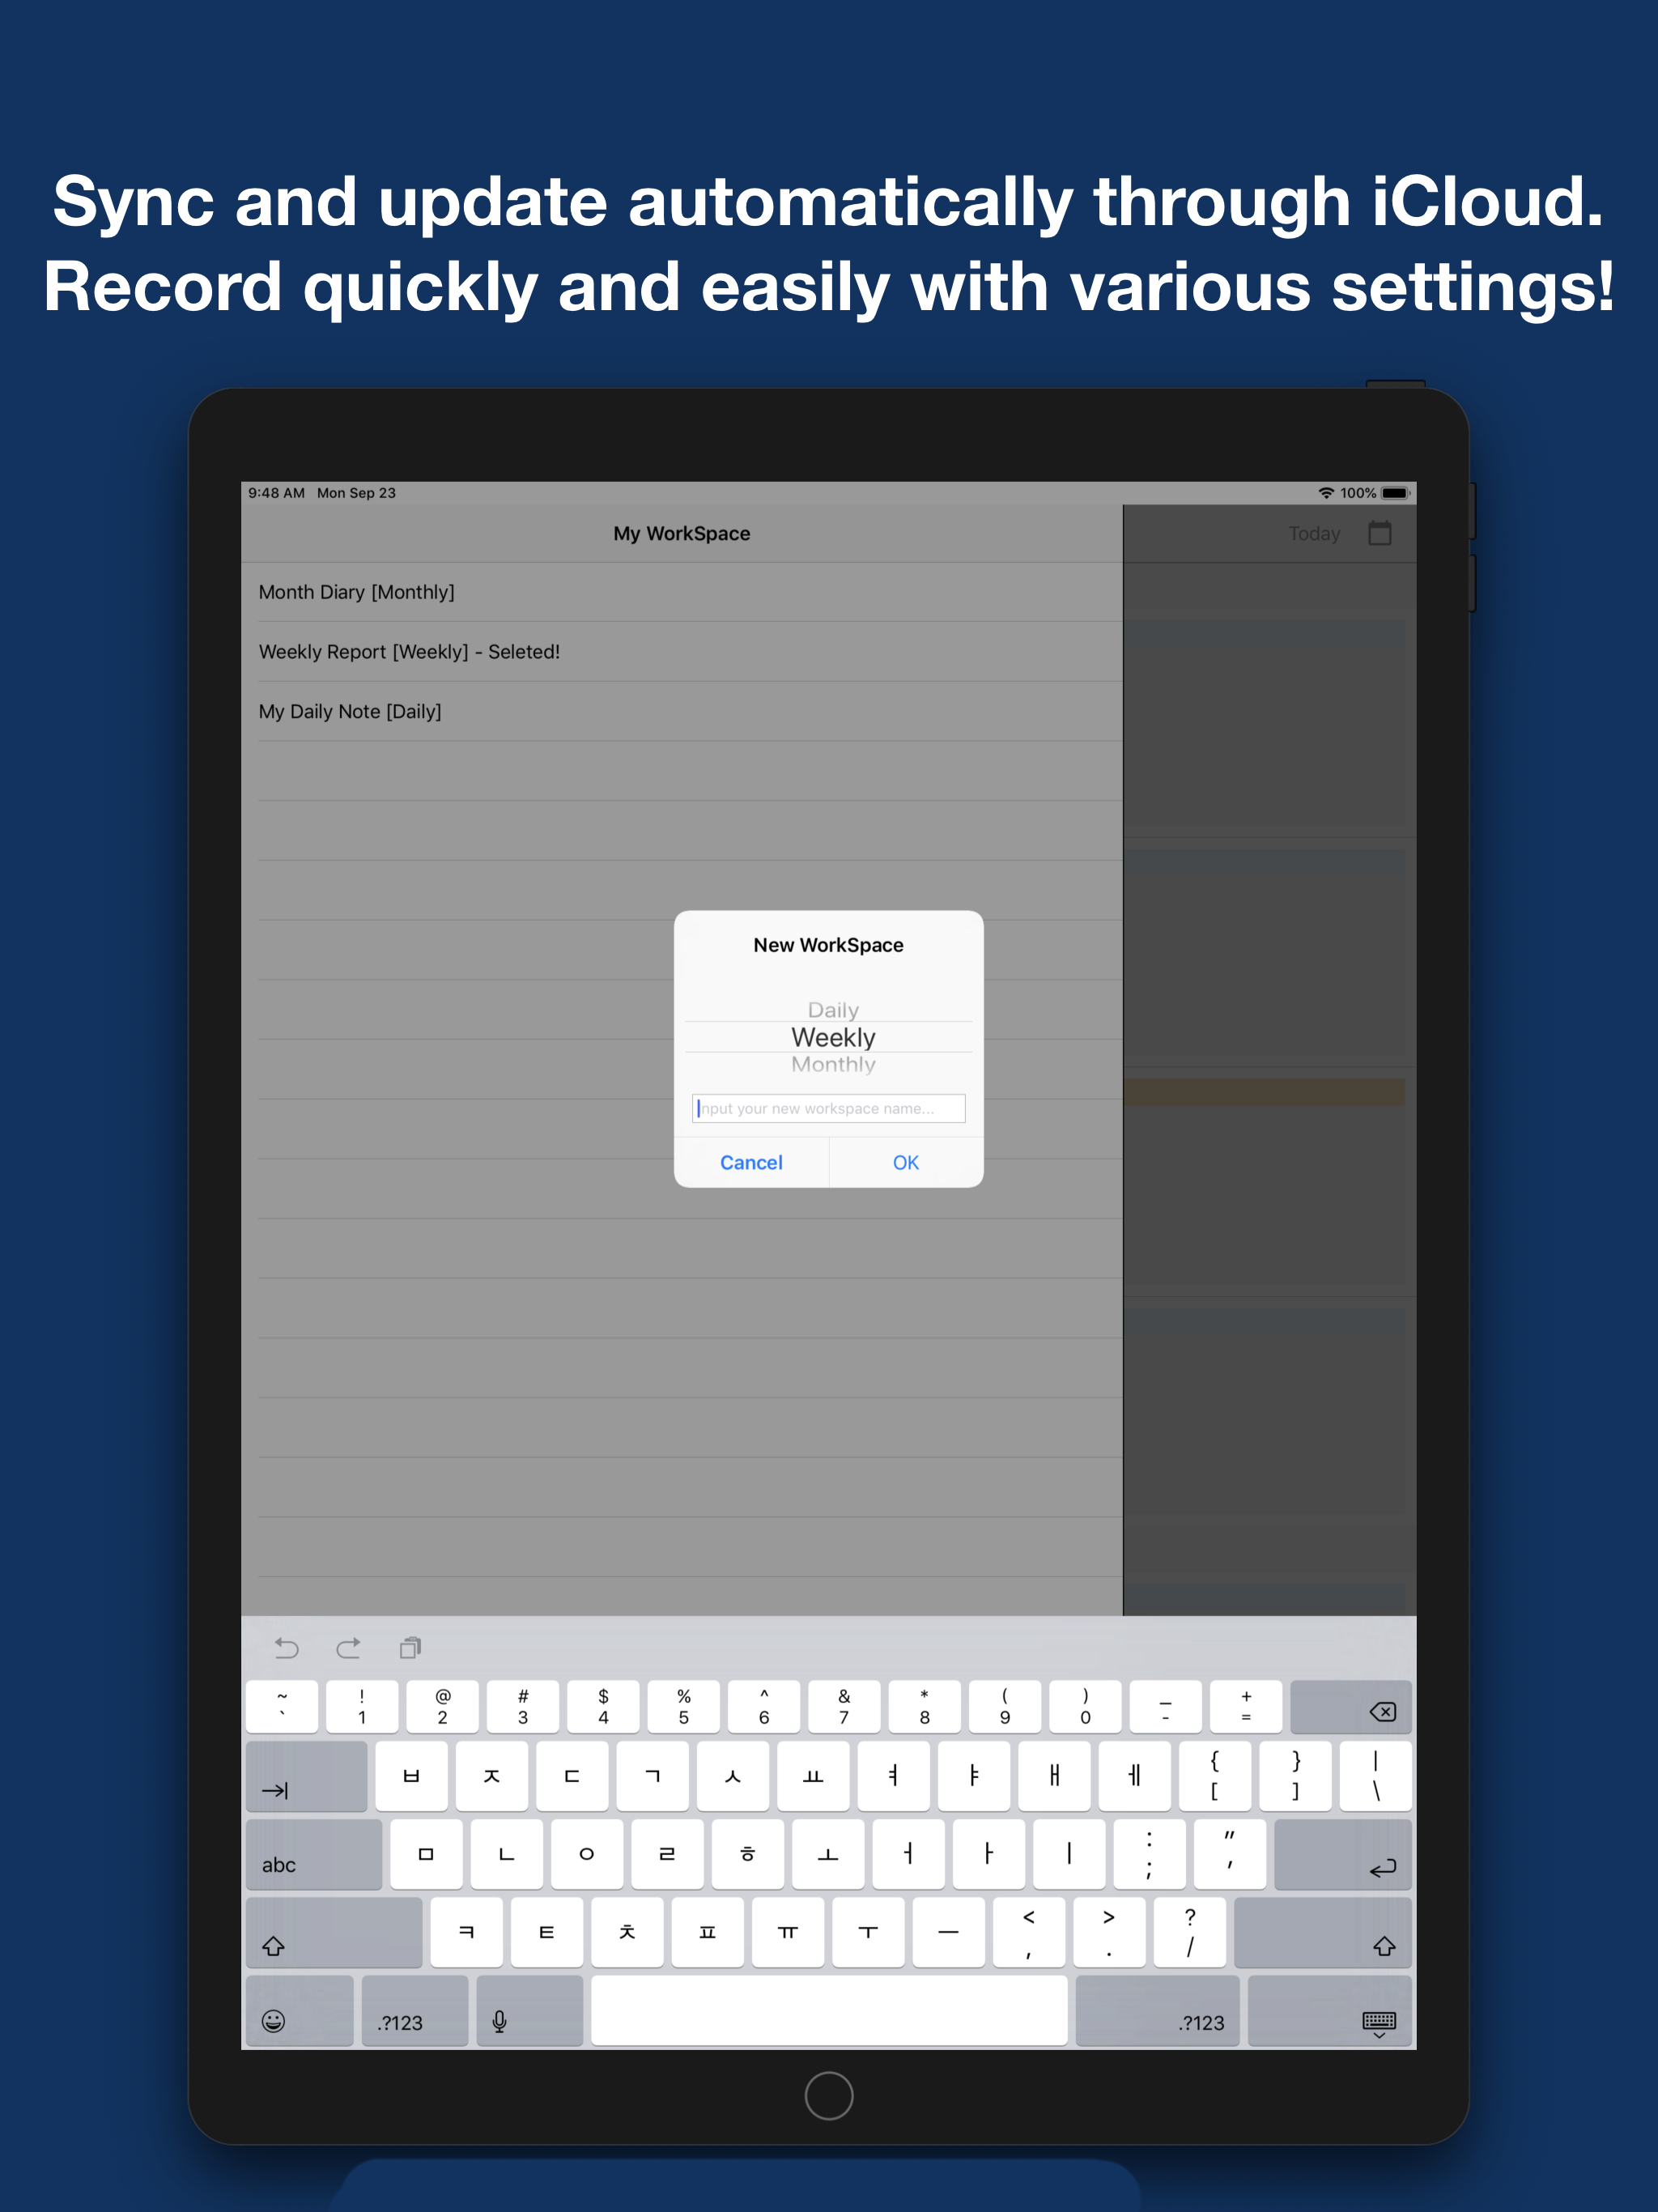 Sync and update automatically through iCloud.
Record quickly and easily with various settings!
9:48 AM Mon Sep 23 100%
My WorkSpace Today
Month Diary [Monthly]
Weekly Report [Weekly] - Seleted!
My Daily Note [Daily]
New WorkSpace
Daily
Weekly
Monthly
nput your new workspace name...
Cancel OK
~ ! @ # $ % ^ & * ( ) _ +
` 1 2 3 4 5 6 7 8 9 0 - =
ㅂ ㅈ ㄷ ㄱ ㅅ ㅛ ㅕ ㅑ ㅐ ㅔ { } |
[ ] \
abc ㅁ ㄴ ㅇ ㄹ ㅎ ㅗ ㅓ ㅏ ㅣ : "
; '
ㅋ ㅌ ㅊ ㅍ ㅠ ㅜ ㅡ < > ?
, . /
.?123 .?123